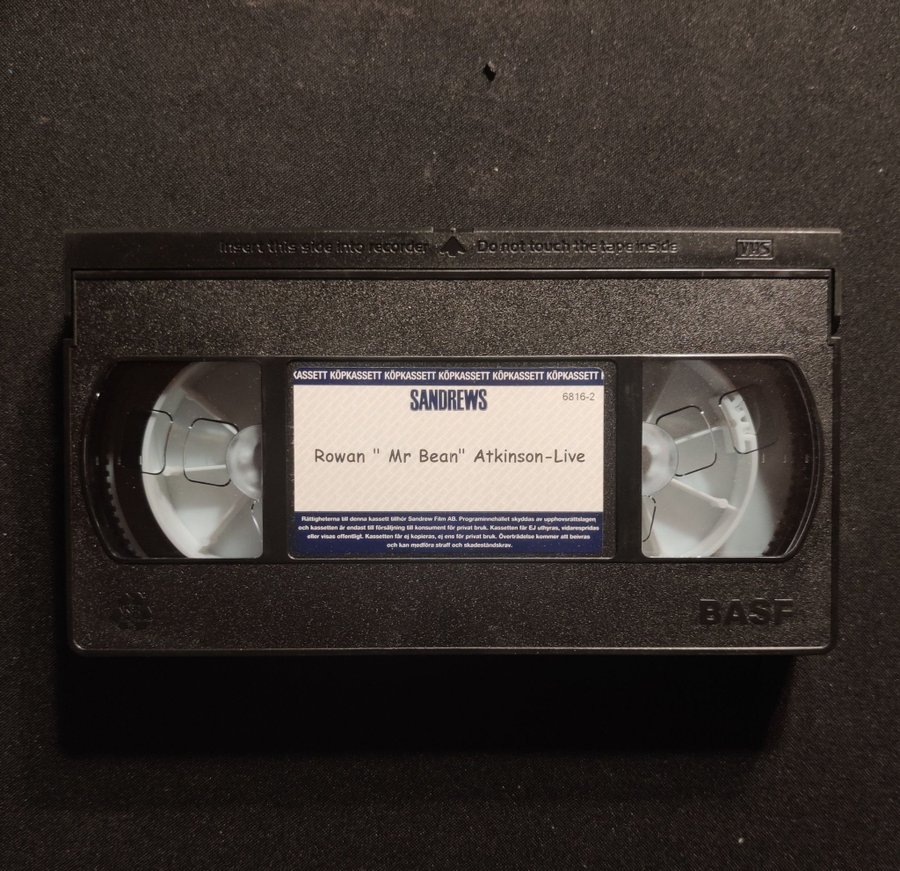 Insert this side into recorder Do not touch the tape inside VHS
KASSETT KÖPKASSETT KÖPKASSETT KÖPKASSETT KÖPKASSETT KÖPKASSETT
SANDREWS 6816-2
Rowan " Mr Bean" Atkinson-Live
Rättigheterna till denna kassett tillhör Sandrew Film AB. Programinnehållet skyddas av upphovsrättslagen
och kassetten är endast till försäljning till konsument för privat bruk. Kassetten får EJ uthyras, vidarespridas
eller visas offentligt. Kassetten får ej kopieras, ej ens för privat bruk. Överträdelse kommer att beivras
och kan medföra straff och skadeståndskrav.
BASF